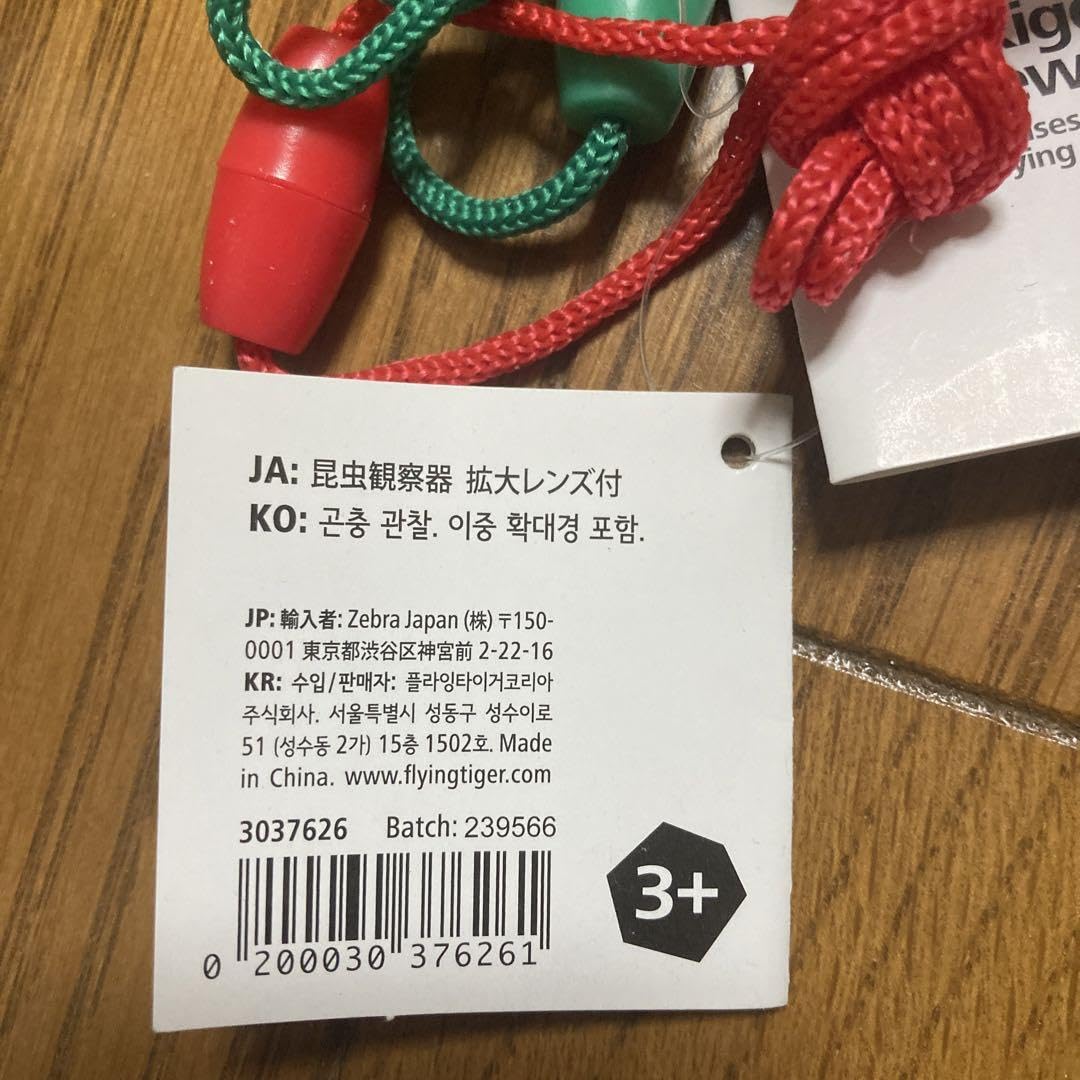 JA: 昆虫観察器 拡大レンズ付
KO: 곤충 관찰. 이중 확대경 포함.
JP: 輸入者: Zebra Japan (株) 〒150-
0001 東京都渋谷区神宮前 2-22-16
KR: 수입/판매자: 플라잉타이거코리아
주식회사. 서울특별시 성동구 성수이로
51 (성수동 2가) 15층 1502호. Made
in China. www.flyingtiger.com
3037626 Batch: 239566
3+
0 200030 376261